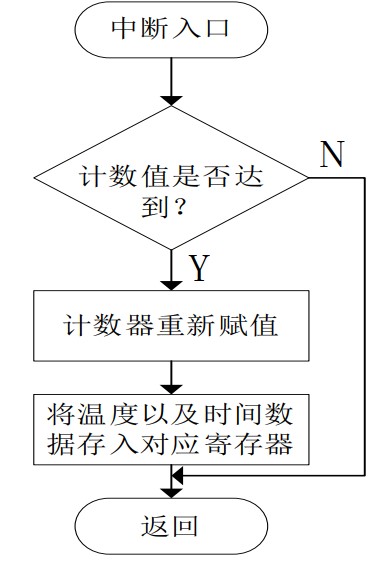 中断入口
计数值是否达
到？
N
Y
计数器重新赋值
将温度以及时间数
据存入对应寄存器
返回